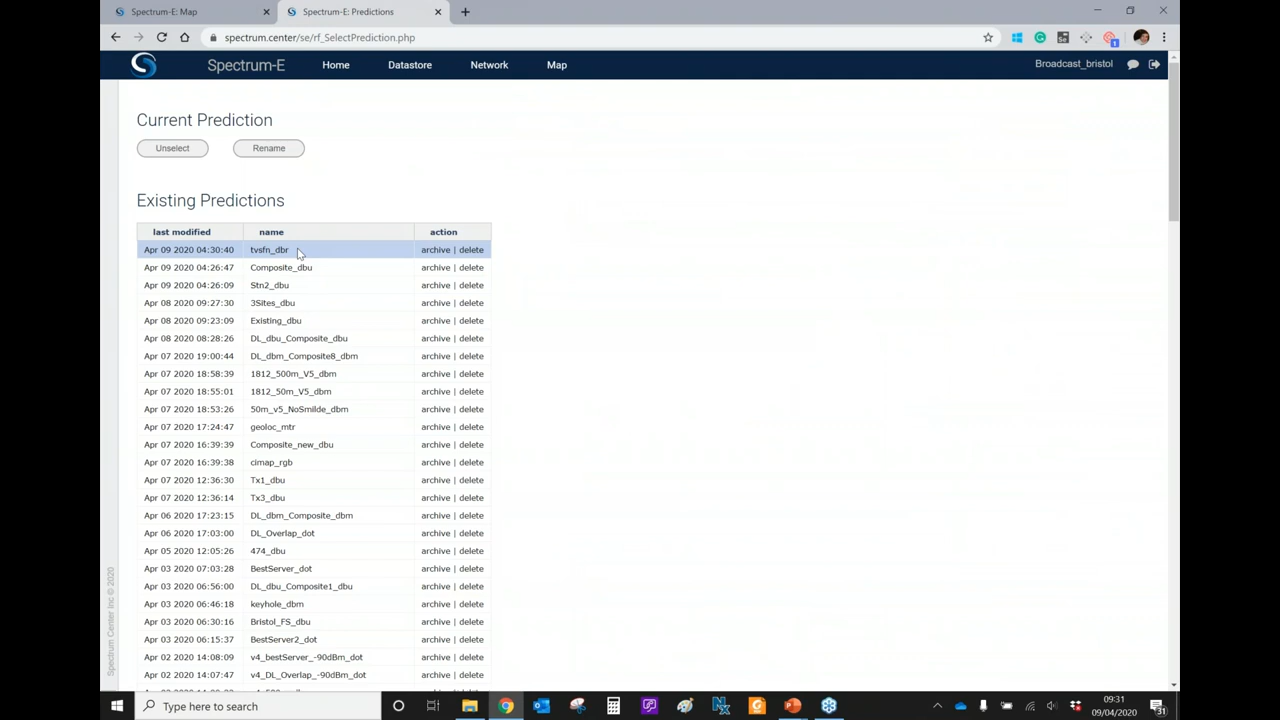 Spectrum-E: Map
Spectrum-E: Predictions
spectrum.center/se/rf_SelectPrediction.php
Spectrum-E
Home
Datastore
Network
Map
Broadcast_bristol
Current Prediction
Unselect
Rename
Existing Predictions
last modified name action
Apr 09 2020 04:30:40 tvsfn_dbr archive | delete
Apr 09 2020 04:26:47 Composite_dbu archive | delete
Apr 09 2020 04:26:09 Stn2_dbu archive | delete
Apr 08 2020 09:27:30 3Sites_dbu archive | delete
Apr 08 2020 09:23:09 Existing_dbu archive | delete
Apr 08 2020 08:28:26 DL_dbu_Composite_dbu archive | delete
Apr 07 2020 19:00:44 DL_dbm_Composite8_dbm archive | delete
Apr 07 2020 18:58:39 1812_500m_V5_dbm archive | delete
Apr 07 2020 18:55:01 1812_50m_V5_dbm archive | delete
Apr 07 2020 18:53:26 50m_v5_NoSmilde_dbm archive | delete
Apr 07 2020 17:24:47 geoloc_mtr archive | delete
Apr 07 2020 16:39:39 Composite_new_dbu archive | delete
Apr 07 2020 16:39:38 cimap_rgb archive | delete
Apr 07 2020 12:36:30 Tx1_dbu archive | delete
Apr 07 2020 12:36:14 Tx3_dbu archive | delete
Apr 06 2020 17:23:15 DL_dbm_Composite_dbm archive | delete
Apr 06 2020 17:03:00 DL_Overlap_dot archive | delete
Apr 05 2020 12:05:26 474_dbu archive | delete
Apr 03 2020 07:03:28 BestServer_dot archive | delete
Apr 03 2020 06:56:00 DL_dbu_Composite1_dbu archive | delete
Apr 03 2020 06:46:18 keyhole_dbm archive | delete
Apr 03 2020 06:30:16 Bristol_FS_dbu archive | delete
Apr 03 2020 06:15:37 BestServer2_dot archive | delete
Apr 02 2020 14:08:09 v4_bestServer_-90dBm_dot archive | delete
Apr 02 2020 14:07:47 v4_DL_Overlap_-90dBm_dot archive | delete
Spectrum Center Inc © 2020
Type here to search
09:31
09/04/2020
31